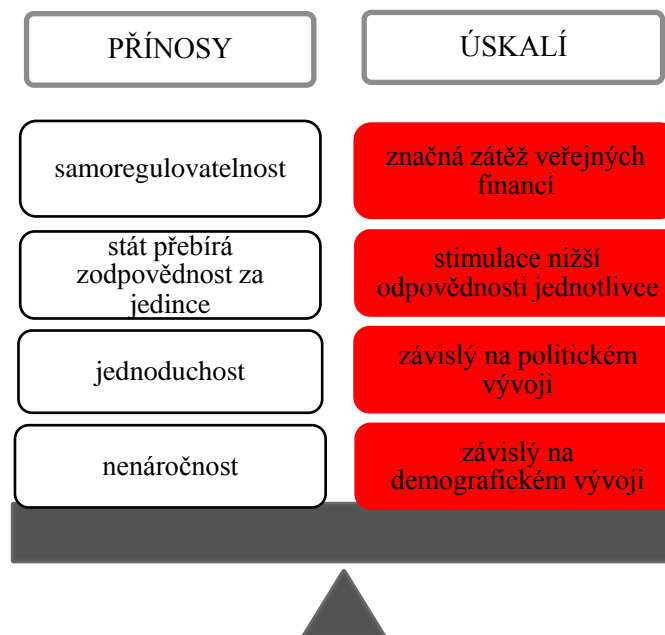 PŘÍNOSY
ÚSKALÍ
samoregulovatelnost
značná zátěž veřejných
financí
stát přebírá
zodpovědnost za
jedince
stimulace nižší
odpovědnosti jednotlivce
jednoduchost
závislý na politickém
vývoji
nenáročnost
závislý na
demografickém vývoji